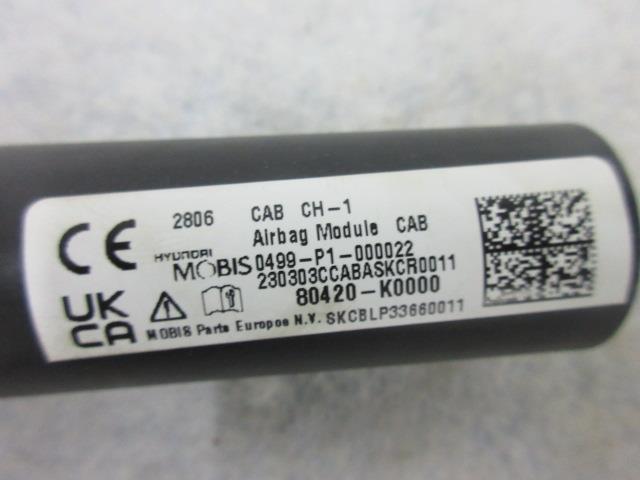 CE 2806 CAB CH-1
Airbag Module CAB
HYUNDAI
MOBIS 0499-P1-000022
230303CCABASKCR0011
UK
CA
80420-K0000
MOBIS Parts Europe N.V. SKCBLP33660011